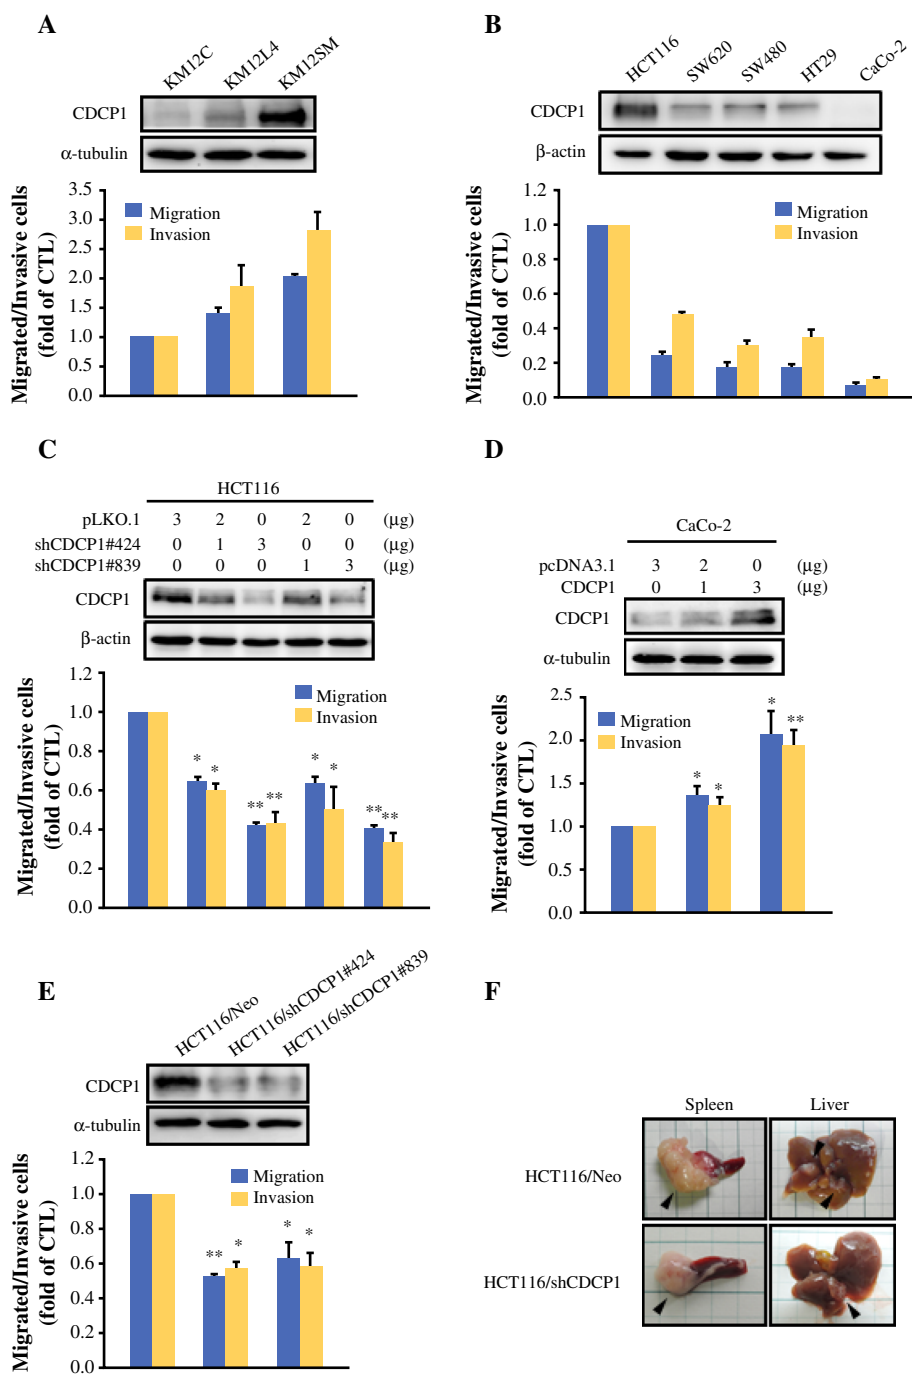 A
KM12C KM12L4 KM12SM
CDCP1
α-tubulin
Migrated/Invasive cells
(fold of CTL)
3.5
3.0
2.5
2.0
1.5
1.0
0.5
0.0
Migration
Invasion
B
HCT116 SW620 SW480 HT29 CaCo-2
CDCP1
β-actin
Migrated/Invasive cells
(fold of CTL)
1.2
1.0
0.8
0.6
0.4
0.2
0.0
Migration
Invasion
C
HCT116
pLKO.1 3 2 0 2 0 (μg)
shCDCP1#424 0 1 3 0 0 (μg)
shCDCP1#839 0 0 0 1 3 (μg)
CDCP1
β-actin
Migrated/Invasive cells
(fold of CTL)
1.2
1.0
0.8
0.6
0.4
0.2
0.0
Migration
Invasion
* * ** ** * * ** **
D
CaCo-2
pcDNA3.1 3 2 0 (μg)
CDCP1 0 1 3 (μg)
CDCP1
α-tubulin
Migrated/Invasive cells
(fold of CTL)
2.5
2.0
1.5
1.0
0.5
0.0
Migration
Invasion
* * * **
E
HCT116/Neo HCT116/shCDCP1#424 HCT116/shCDCP1#839
CDCP1
α-tubulin
Migrated/Invasive cells
(fold of CTL)
1.2
1.0
0.8
0.6
0.4
0.2
0.0
Migration
Invasion
** * * *
F
Spleen Liver
HCT116/Neo
HCT116/shCDCP1